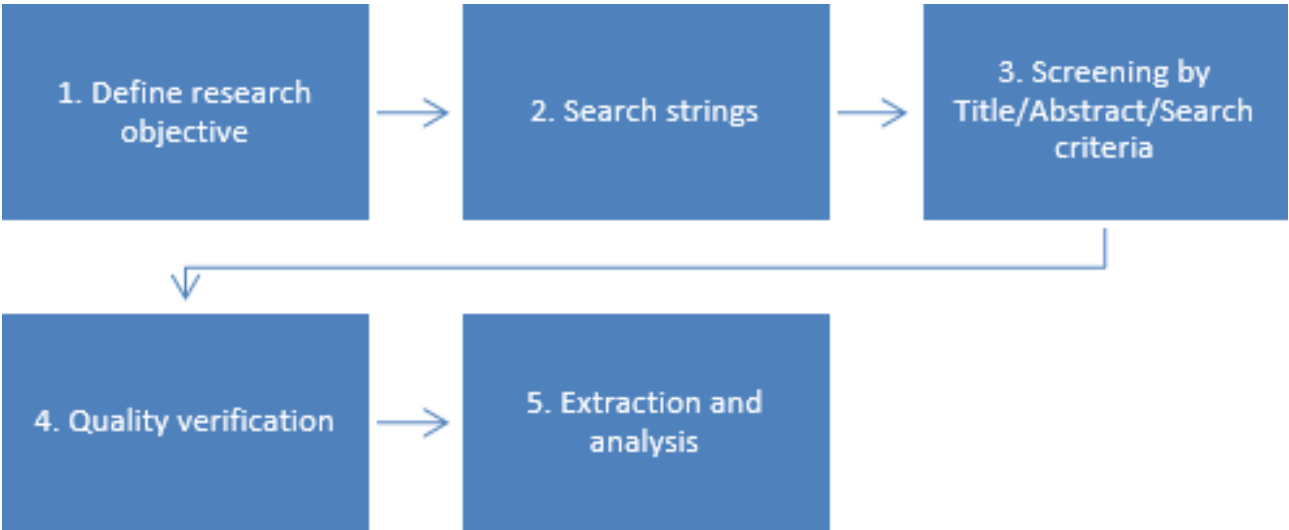 1. Define research
objective
2. Search strings
3. Screening by
Title/Abstract/Search
criteria
4. Quality verification
5. Extraction and
analysis